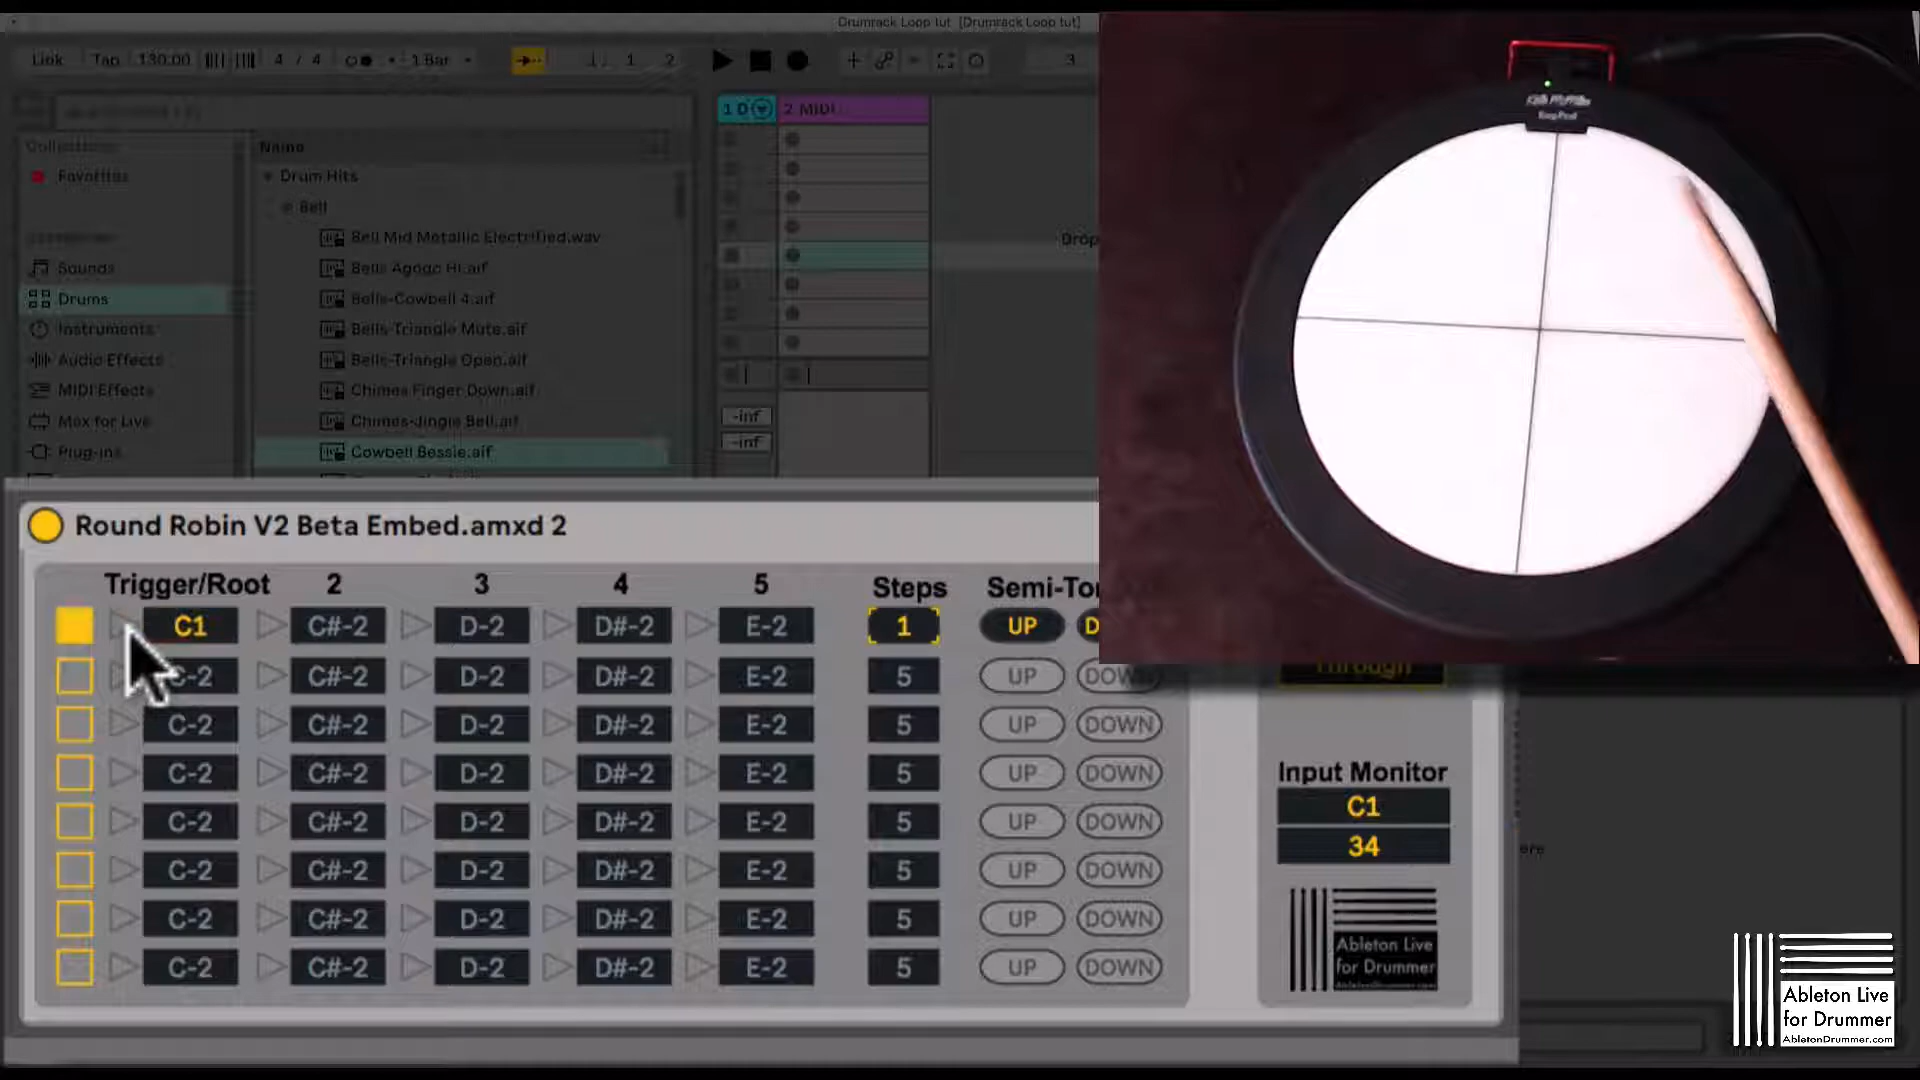 Drumrack Loop tut [Drumrack Loop tut]
Link Tap 130.00 4 / 4 1 Bar 1 2 3
1 D 2 MIDI
Collections
Name
Favorites
Drum Hits
Bell
Bell Mid Metallic Electrified.wav
Sounds
Bells-Agogo Hi.aif
Drums
Bells-Cowbell 4.aif
Instruments
Bells-Triangle Mute.aif
Audio Effects
Bells-Triangle Open.aif
MIDI Effects
Chimes Finger Down.aif
Max for Live
Chimes-Jingle Bell.aif
Plug-ins
Cowbell Bessie.aif
-inf
-inf
Drop
Round Robin V2 Beta Embed.amxd 2
Trigger/Root 2 3 4 5 Steps Semi-To
C1 C#-2 D-2 D#-2 E-2 1 UP D
C-2 C#-2 D-2 D#-2 E-2 5 UP DOWN
C-2 C#-2 D-2 D#-2 E-2 5 UP DOWN
C-2 C#-2 D-2 D#-2 E-2 5 UP DOWN
C-2 C#-2 D-2 D#-2 E-2 5 UP DOWN
C-2 C#-2 D-2 D#-2 E-2 5 UP DOWN
C-2 C#-2 D-2 D#-2 E-2 5 UP DOWN
C-2 C#-2 D-2 D#-2 E-2 5 UP DOWN
Through
Input Monitor
C1
34
Ableton Live
for Drummer
AbletonDrummer.com
ere
Ableton Live
for Drummer
AbletonDrummer.com